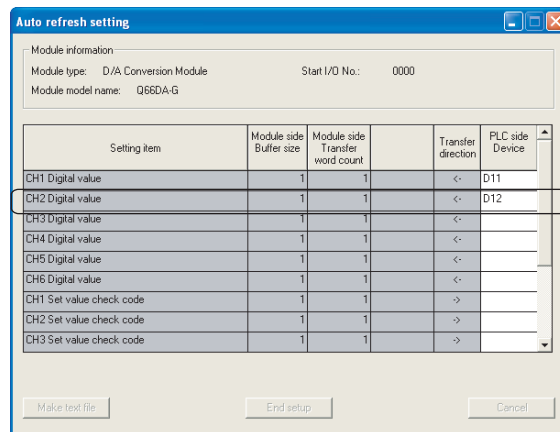 Auto refresh setting
Module information
Module type: D/A Conversion Module Start I/O No.: 0000
Module model name: Q66DA-G
Setting item Module side Buffer size Module side Transfer word count Transfer direction PLC side Device
CH1 Digital value 1 1 <- D11
CH2 Digital value 1 1 <- D12
CH3 Digital value 1 1 <-
CH4 Digital value 1 1 <-
CH5 Digital value 1 1 <-
CH6 Digital value 1 1 <-
CH1 Set value check code 1 1 ->
CH2 Set value check code 1 1 ->
CH3 Set value check code 1 1 ->
Make text file End setup Cancel